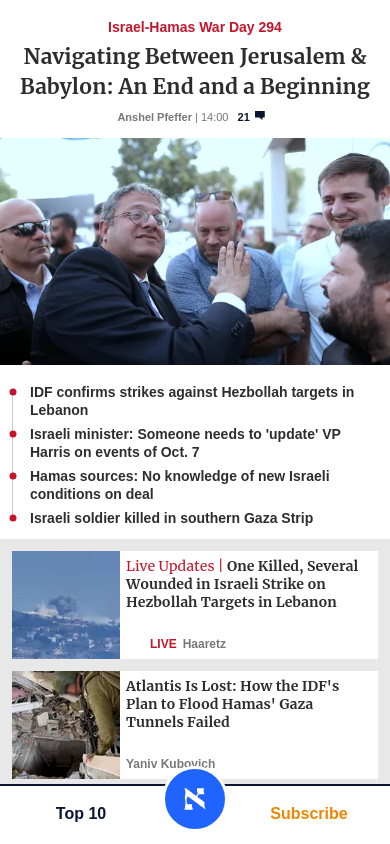 Israel-Hamas War Day 294
Navigating Between Jerusalem &
Babylon: An End and a Beginning
Anshel Pfeffer | 14:00 21
IDF confirms strikes against Hezbollah targets in
Lebanon
Israeli minister: Someone needs to 'update' VP
Harris on events of Oct. 7
Hamas sources: No knowledge of new Israeli
conditions on deal
Israeli soldier killed in southern Gaza Strip
Live Updates | One Killed, Several
Wounded in Israeli Strike on
Hezbollah Targets in Lebanon
LIVE Haaretz
Atlantis Is Lost: How the IDF's
Plan to Flood Hamas' Gaza
Tunnels Failed
Yaniv Kubovich
Top 10
Subscribe